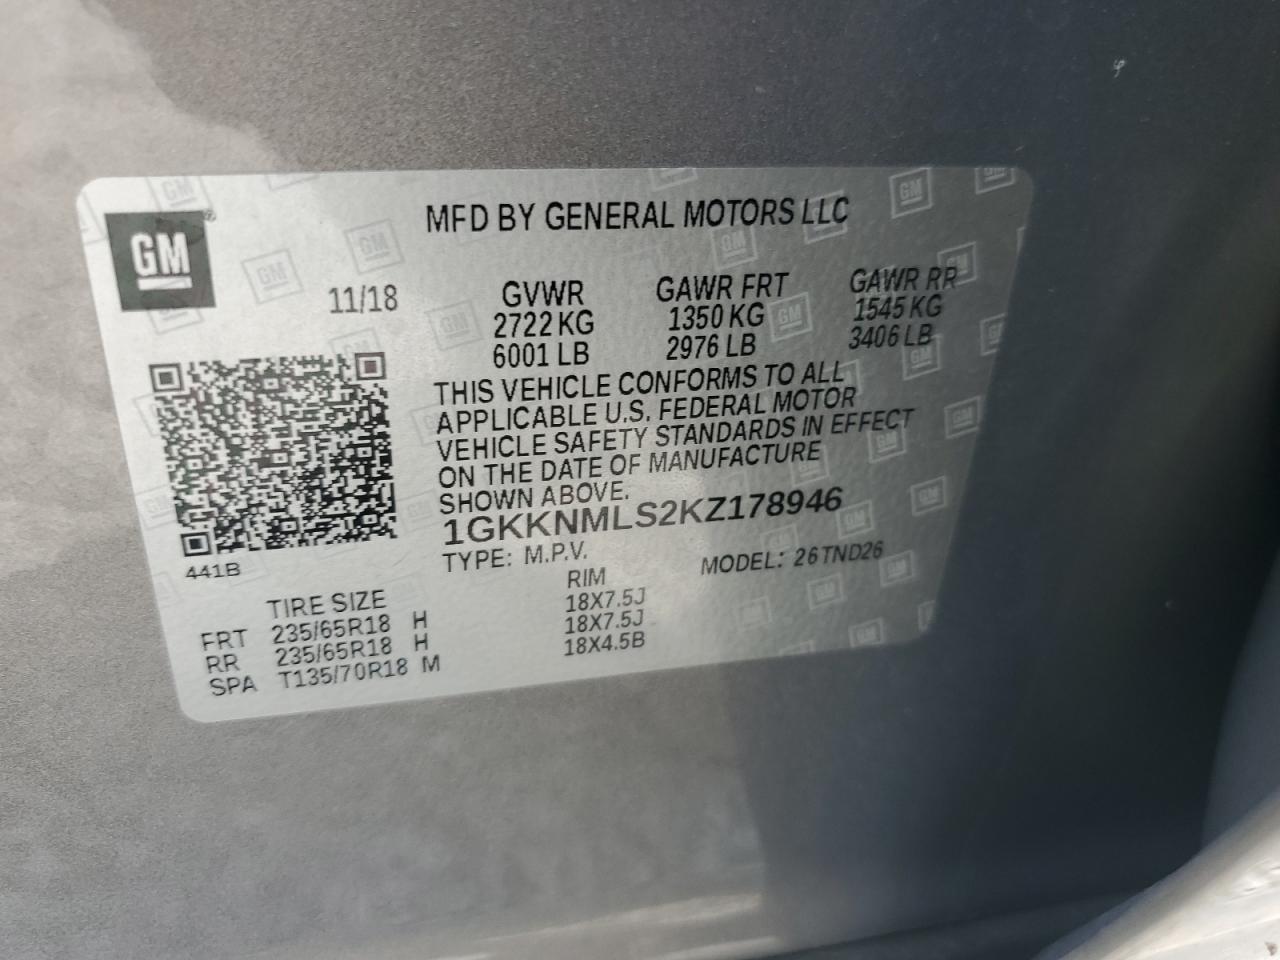 GM®
MFD BY GENERAL MOTORS LLC
11/18
GVWR GAWR FRT GAWR RR
2722 KG 1350 KG 1545 KG
6001 LB 2976 LB 3406 LB
THIS VEHICLE CONFORMS TO ALL
APPLICABLE U.S. FEDERAL MOTOR
VEHICLE SAFETY STANDARDS IN EFFECT
ON THE DATE OF MANUFACTURE
SHOWN ABOVE.
1GKKNMLS2KZ178946
TYPE: M.P.V. MODEL: 26TND26
441B
TIRE SIZE RIM
FRT 235/65R18 H 18X7.5J
RR 235/65R18 H 18X7.5J
SPA T135/70R18 M 18X4.5B